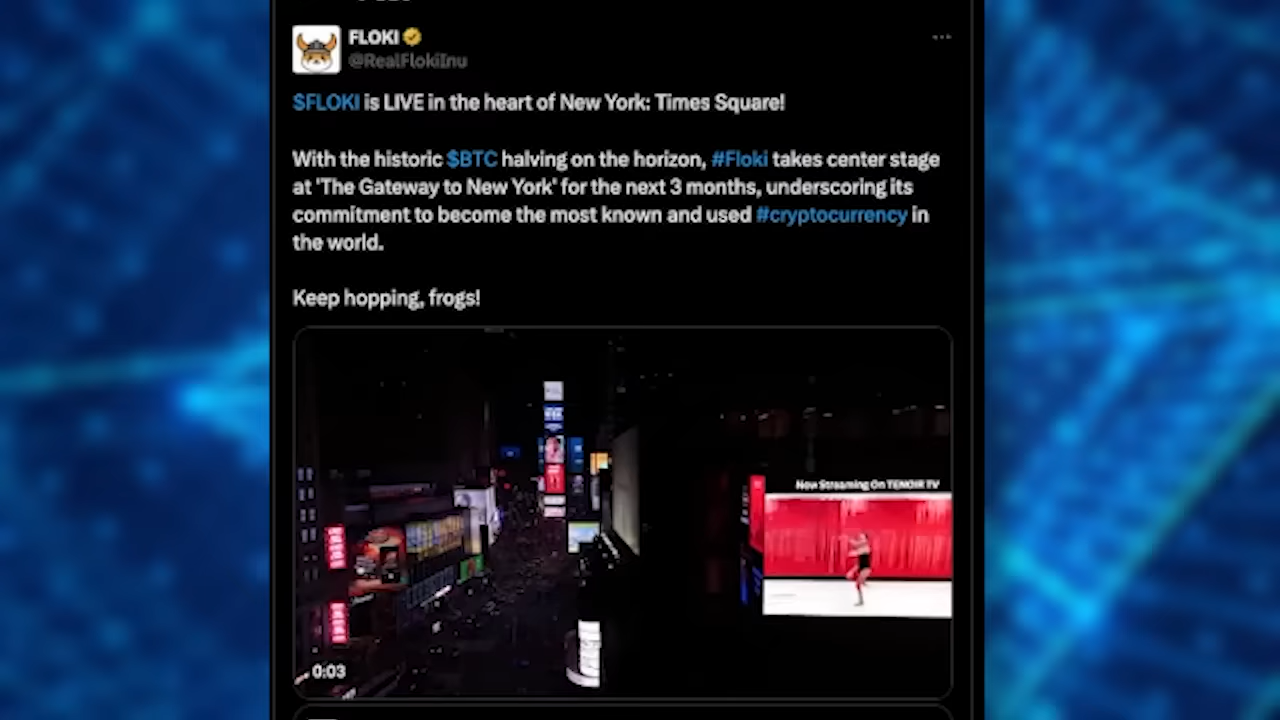 FLOKI
@RealFlokiInu
$FLOKI is LIVE in the heart of New York: Times Square!
With the historic $BTC halving on the horizon, #Floki takes center stage
at 'The Gateway to New York' for the next 3 months, underscoring its
commitment to become the most known and used #cryptocurrency in
the world.
Keep hopping, frogs!
Now Streaming On TENOIR TV
0:03